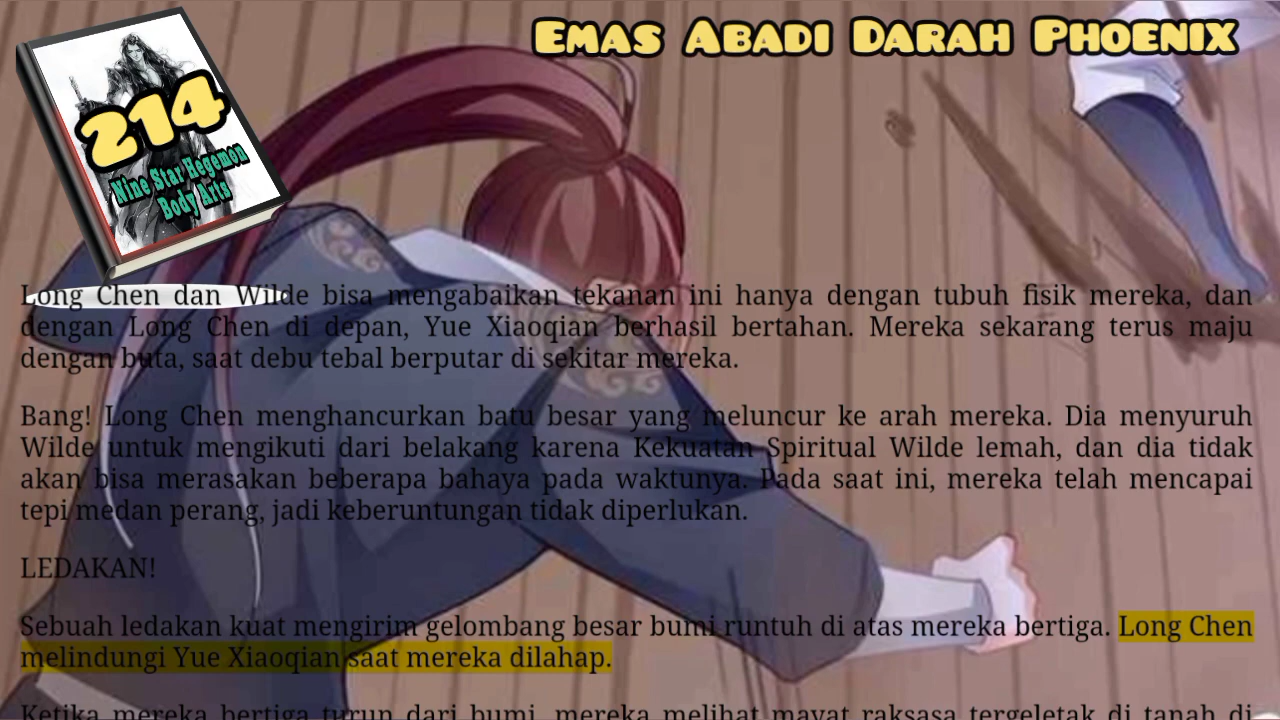 Emas Abadi Darah Phoenix
214
Nine Star Hegemon
Body Arts
Long Chen dan Wilde bisa mengabaikan tekanan ini hanya dengan tubuh fisik mereka, dan
dengan Long Chen di depan, Yue Xiaoqian berhasil bertahan. Mereka sekarang terus maju
dengan buta, saat debu tebal berputar di sekitar mereka.
Bang! Long Chen menghancurkan batu besar yang meluncur ke arah mereka. Dia menyuruh
Wilde untuk mengikuti dari belakang karena Kekuatan Spiritual Wilde lemah, dan dia tidak
akan bisa merasakan beberapa bahaya pada waktunya. Pada saat ini, mereka telah mencapai
tepi medan perang, jadi keberuntungan tidak diperlukan.
LEDAKAN!
Sebuah ledakan kuat mengirim gelombang besar bumi runtuh di atas mereka bertiga. Long Chen
melindungi Yue Xiaoqian saat mereka dilahap.
Ketika mereka bertiga turun dari bumi, mereka melihat mayat raksasa tergeletak di tanah di